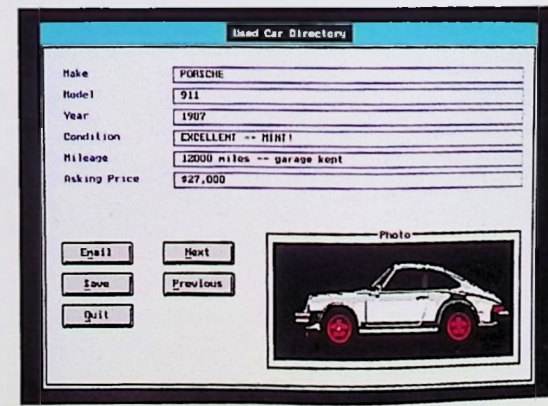 Used Car Directory
Make PORSCHE
Model 911
Year 1987
Condition EXCELLENT -- MINT!
Mileage 12000 miles -- garage kept
Asking Price $27,000
Photo
Email Next
Save Previous
Quit